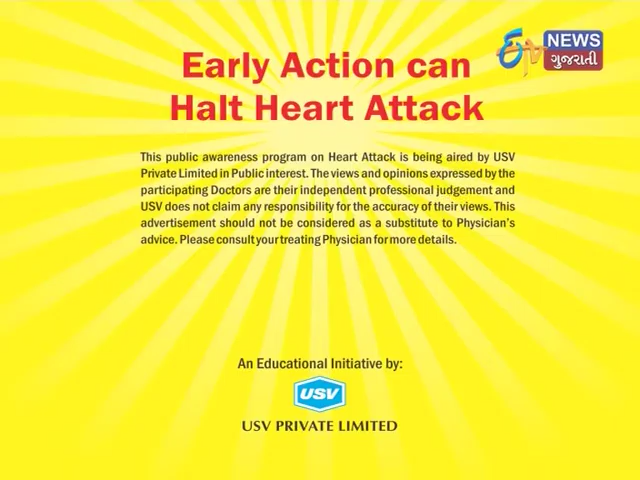 ETV NEWS
ગુજરાતી
Early Action can
Halt Heart Attack
This public awareness program on Heart Attack is being aired by USV
Private Limited in Public interest. The views and opinions expressed by the
participating Doctors are their independent professional judgement and
USV does not claim any responsibility for the accuracy of their views. This
advertisement should not be considered as a substitute to Physician's
advice. Please consult your treating Physician for more details.
An Educational Initiative by:
USV
USV PRIVATE LIMITED